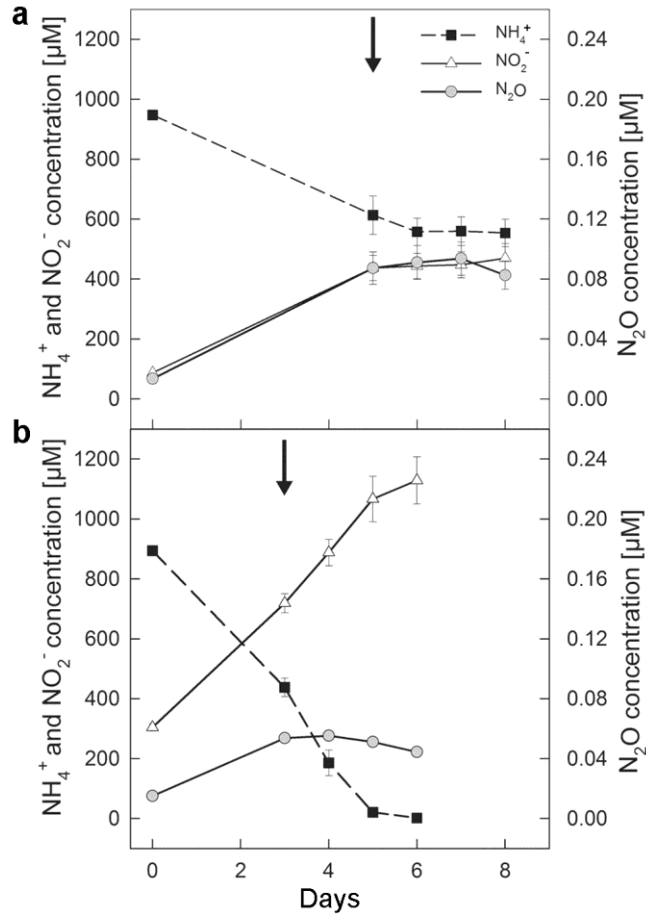 a
NH₄⁺ and NO₂⁻ concentration [µM]
1200
1000
800
600
400
200
0
NH₄⁺
NO₂⁻
N₂O
0.24
0.20
0.16
0.12
0.08
0.04
0.00
N₂O concentration [µM]
b
NH₄⁺ and NO₂⁻ concentration [µM]
1200
1000
800
600
400
200
0
0.24
0.20
0.16
0.12
0.08
0.04
0.00
N₂O concentration [µM]
0 2 4 6 8
Days